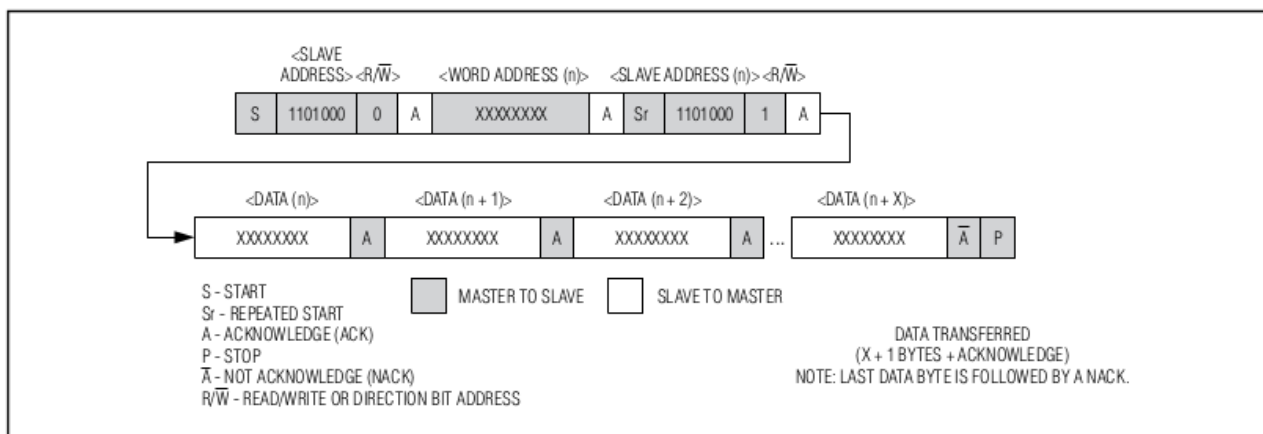 <SLAVE
ADDRESS> <R/W̅> <WORD ADDRESS (n)> <SLAVE ADDRESS (n)> <R/W̅>
S 1101000 0 A XXXXXXXX A Sr 1101000 1 A
<DATA (n)> <DATA (n + 1)> <DATA (n + 2)> <DATA (n + X)>
XXXXXXXX A XXXXXXXX A XXXXXXXX A ... XXXXXXXX A̅ P
S - START
Sr - REPEATED START
A - ACKNOWLEDGE (ACK)
P - STOP
A̅ - NOT ACKNOWLEDGE (NACK)
R/W̅ - READ/WRITE OR DIRECTION BIT ADDRESS
MASTER TO SLAVE SLAVE TO MASTER
DATA TRANSFERRED
(X + 1 BYTES + ACKNOWLEDGE)
NOTE: LAST DATA BYTE IS FOLLOWED BY A NACK.